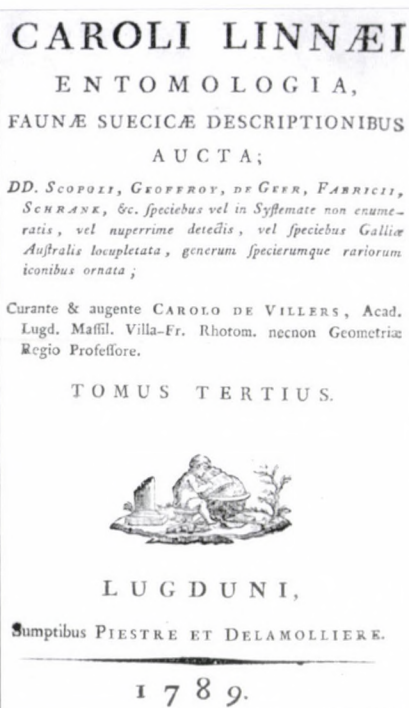 CAROLI LINNÆI
ENTOMOLOGIA,
FAUNÆ SUECICÆ DESCRIPTIONIBUS
AUCTA;
DD. SCOPOLI, GEOFFROY, DE GEER, FABRICII,
SCHRANK, &c. ſpeciebus vel in Syſtemate non enume-
ratis, vel nuperrime detectis, vel ſpeciebus Galliæ
Auſtralis locupletata, generum ſpecierumque rariorum
iconibus ornata;
Curante & augente CAROLO DE VILLERS, Acad.
Lugd. Maſſil. Villa-Fr. Rhotom. necnon Geometriæ
Regio Profeſſore.
TOMUS TERTIUS.
LUGDUNI,
Sumptibus PIESTRE ET DELAMOLLIERE.
1789.